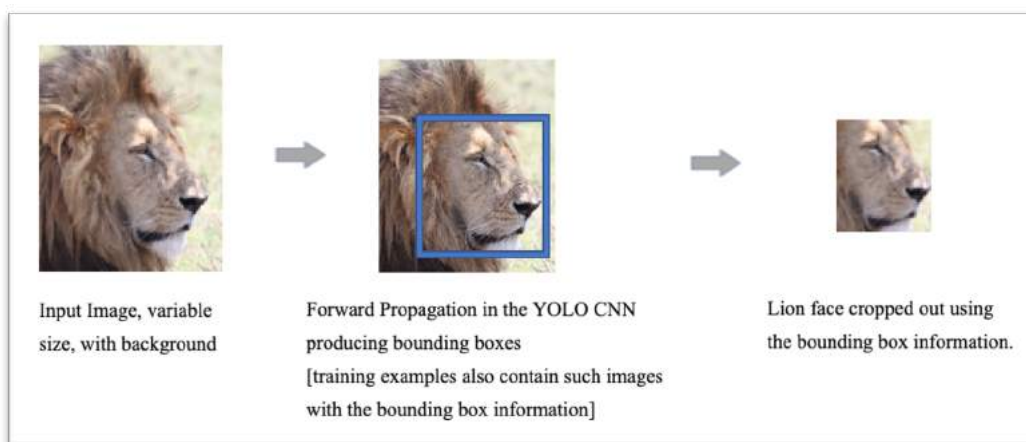 Input Image, variable
size, with background
Forward Propagation in the YOLO CNN
producing bounding boxes
[training examples also contain such images
with the bounding box information]
Lion face cropped out using
the bounding box information.